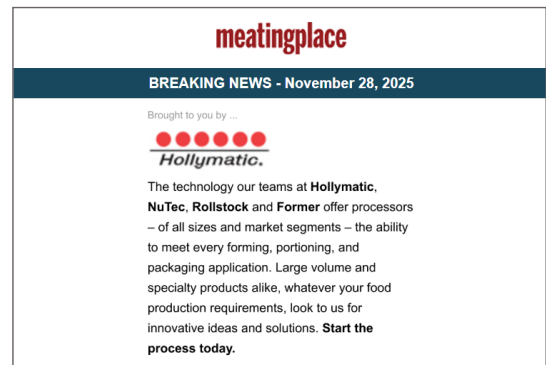 meatingplace
BREAKING NEWS - November 28, 2025
Brought to you by ...
Hollymatic.
The technology our teams at Hollymatic,
NuTec, Rollstock and Former offer processors
– of all sizes and market segments – the ability
to meet every forming, portioning, and
packaging application. Large volume and
specialty products alike, whatever your food
production requirements, look to us for
innovative ideas and solutions. Start the
process today.